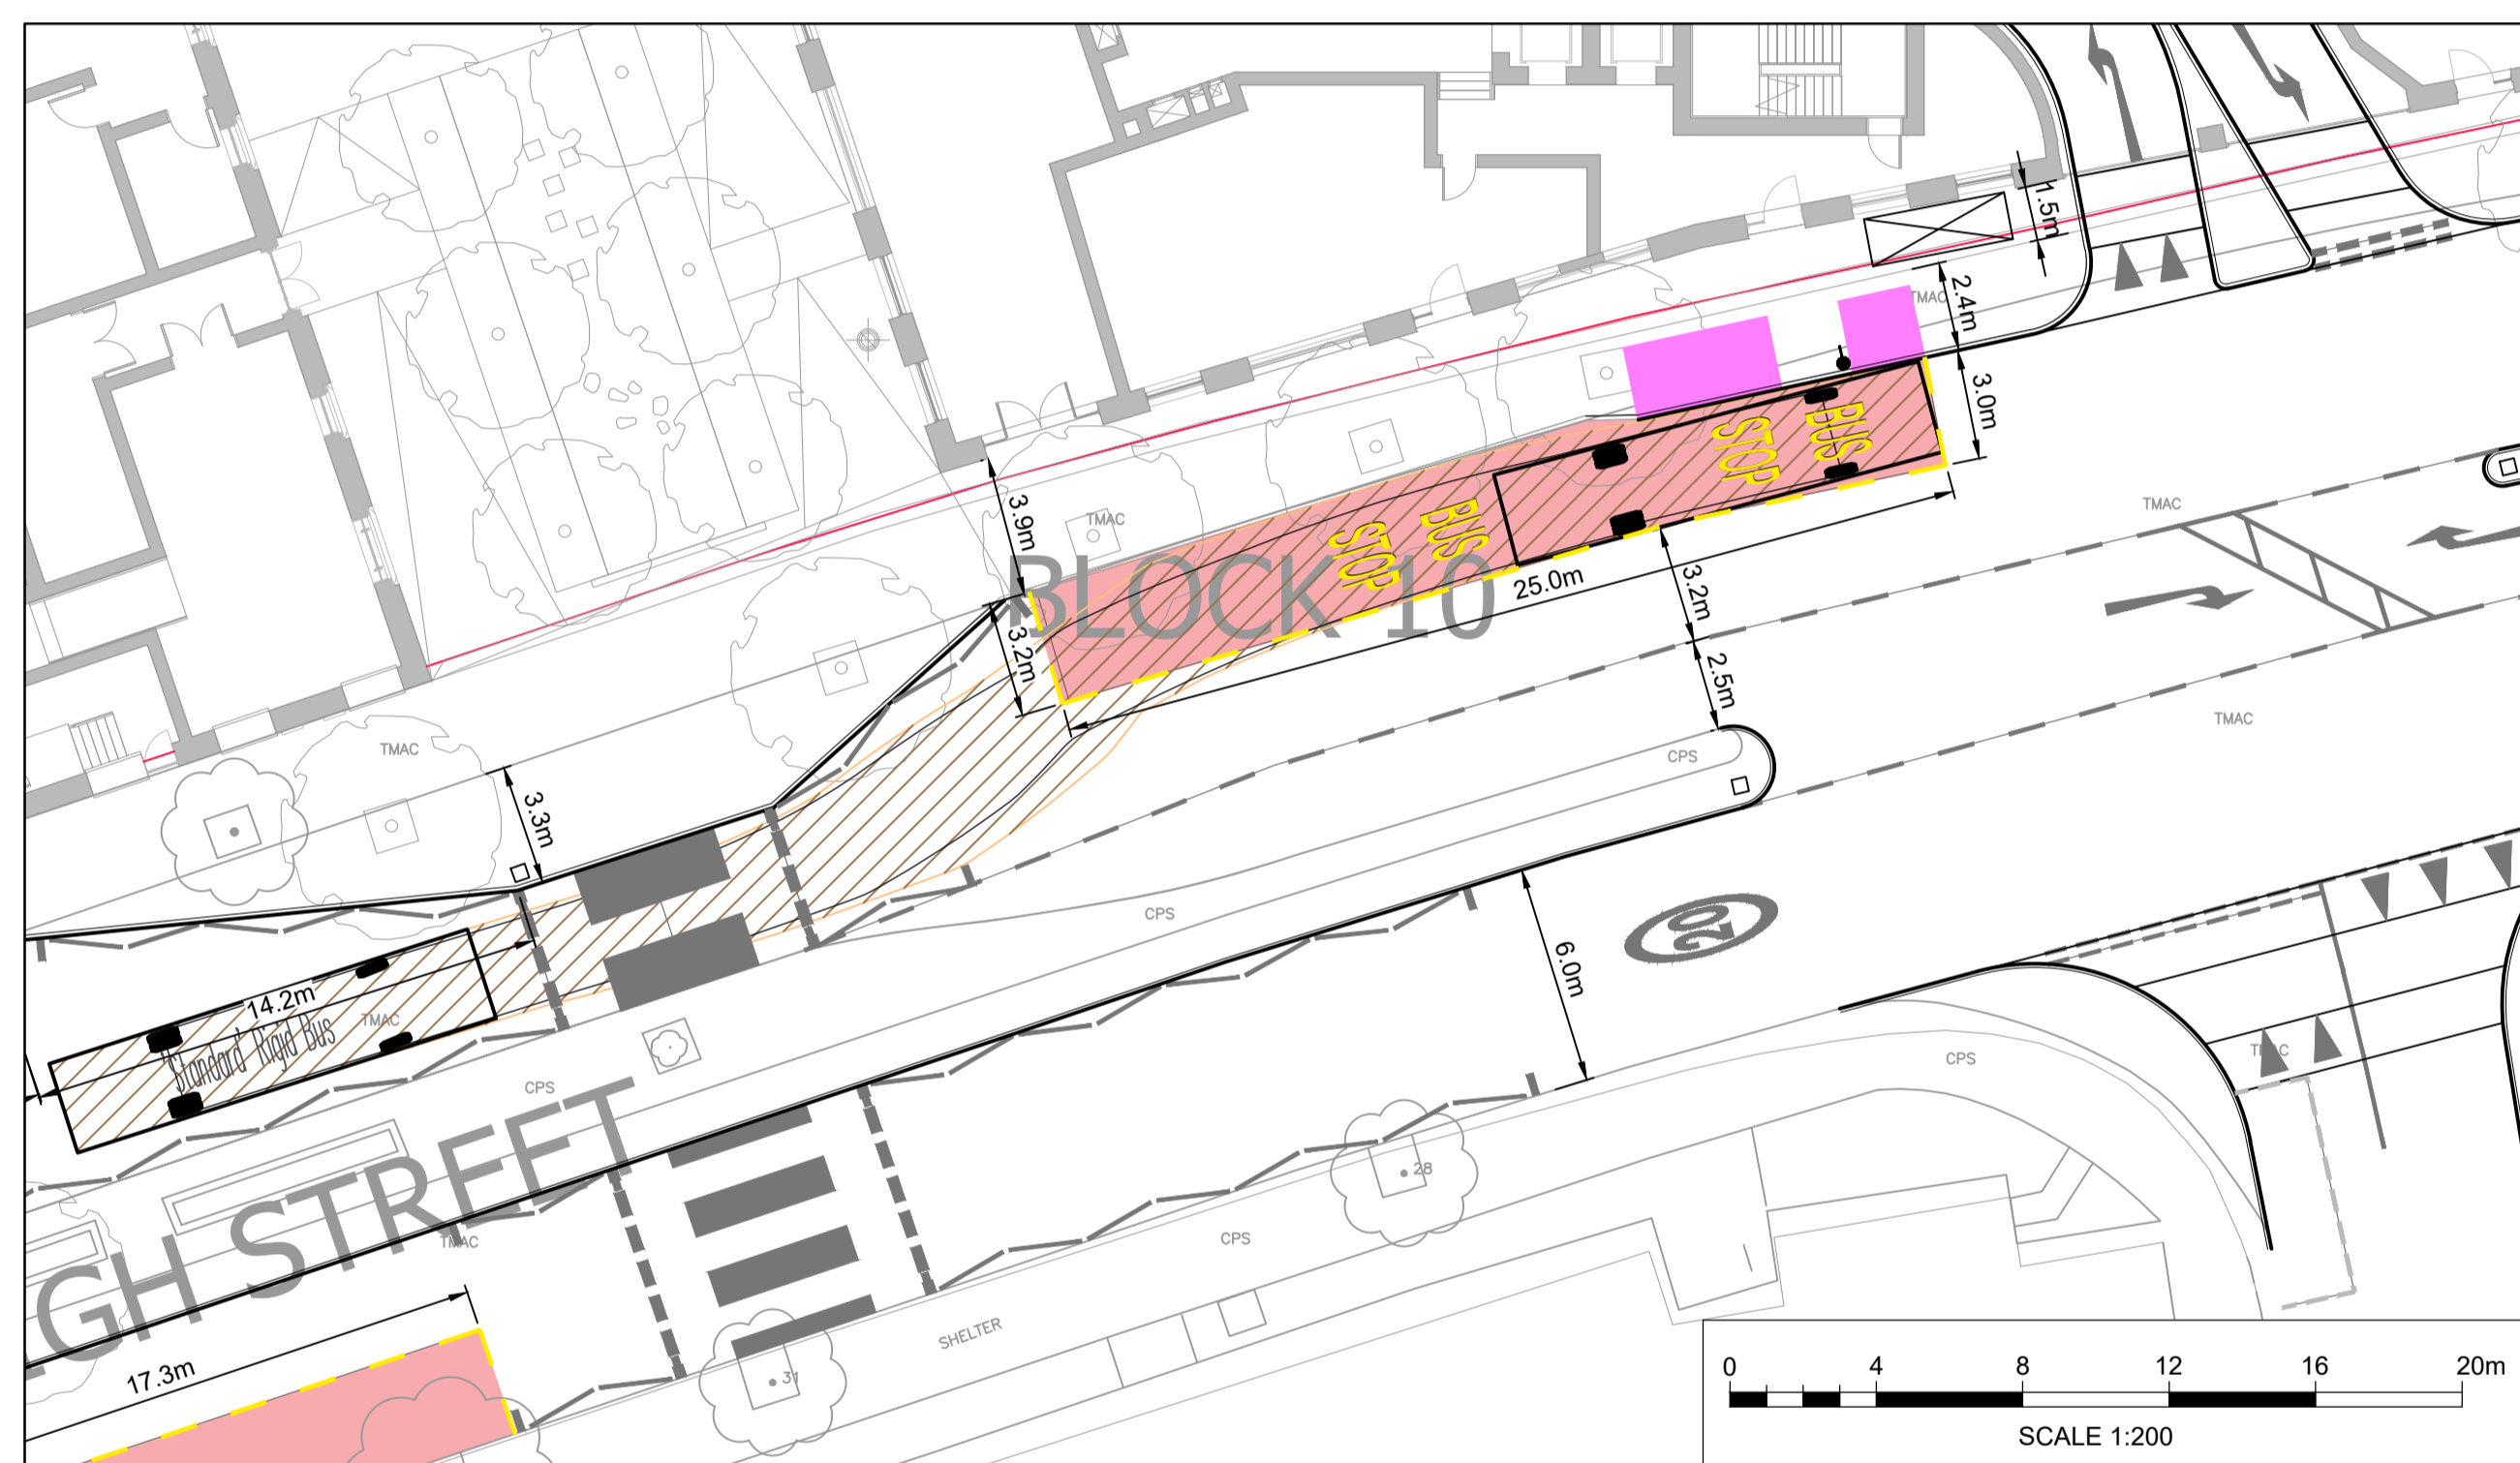 1.5m
TMAC
2.4m
3.0m
BUS
STOP
BUS
STOP
TMAC
3.9m
TMAC
BLOCK 10
25.0m
3.2m
3.2m
2.5m
TMAC
TMAC
CPS
3.3m
CPS
20
6.0m
14.2m
TMAC
Standard Rigid Bus
CPS
CPS
TMAC
28
GH STREET
TMAC
CPS
SHELTER
17.3m
31
0 4 8 12 16 20m
SCALE 1:200